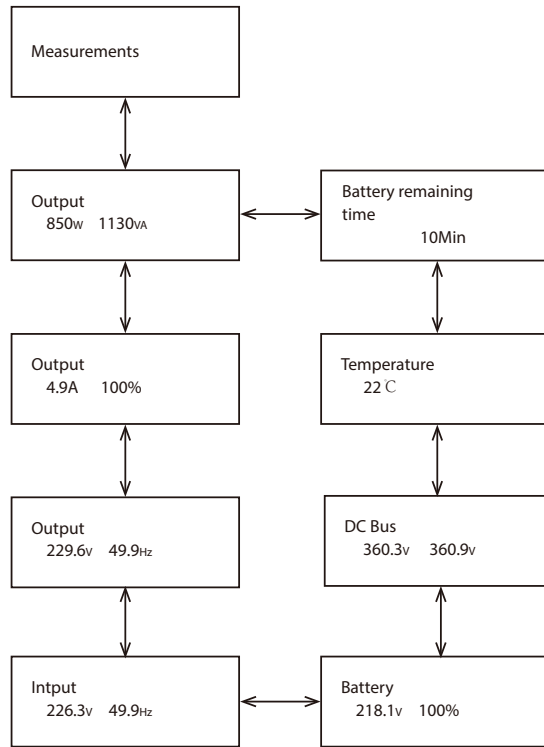 Measurements
Output
850W 1130VA
Battery remaining
time
10Min
Output
4.9A 100%
Temperature
22℃
Output
229.6V 49.9Hz
DC Bus
360.3V 360.9V
Intput
226.3V 49.9Hz
Battery
218.1V 100%